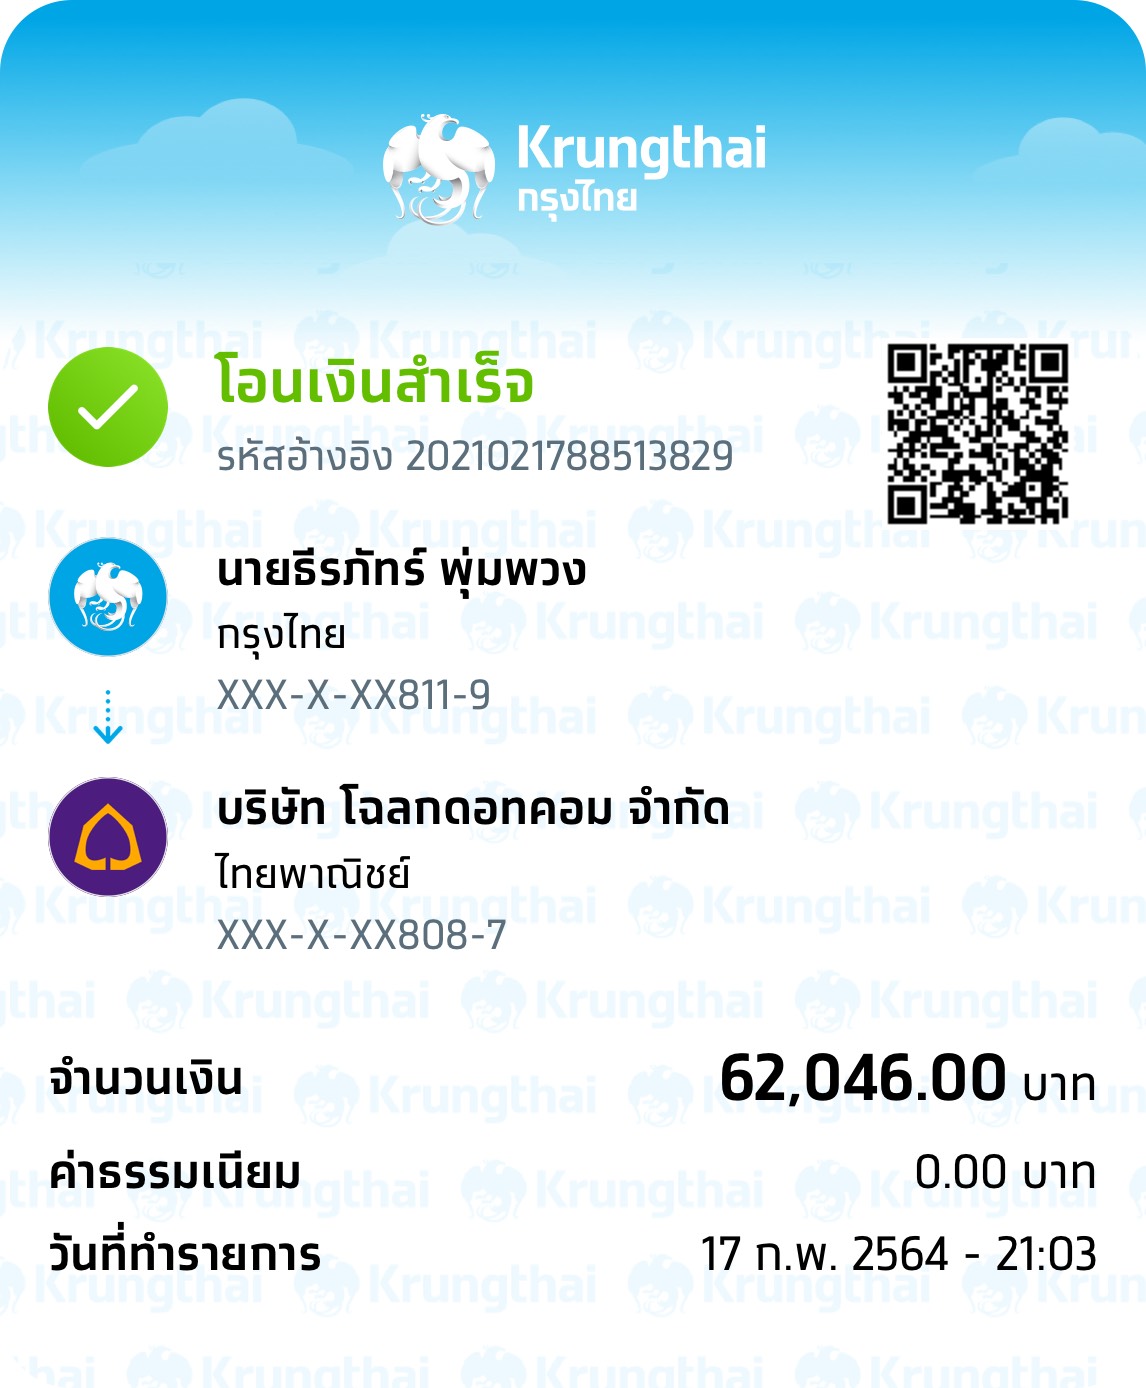 Krungthai
กรุงไทย
โอนเงินสำเร็จ
รหัสอ้างอิง 2021021788513829
นายธีรภัทร์ พุ่มพวง
กรุงไทย
XXX-X-XX811-9
บริษัท โฉลกดอทคอม จำกัด
ไทยพาณิชย์
XXX-X-XX808-7
จำนวนเงิน 62,046.00 บาท
ค่าธรรมเนียม 0.00 บาท
วันที่ทำรายการ 17 ก.พ. 2564 - 21:03